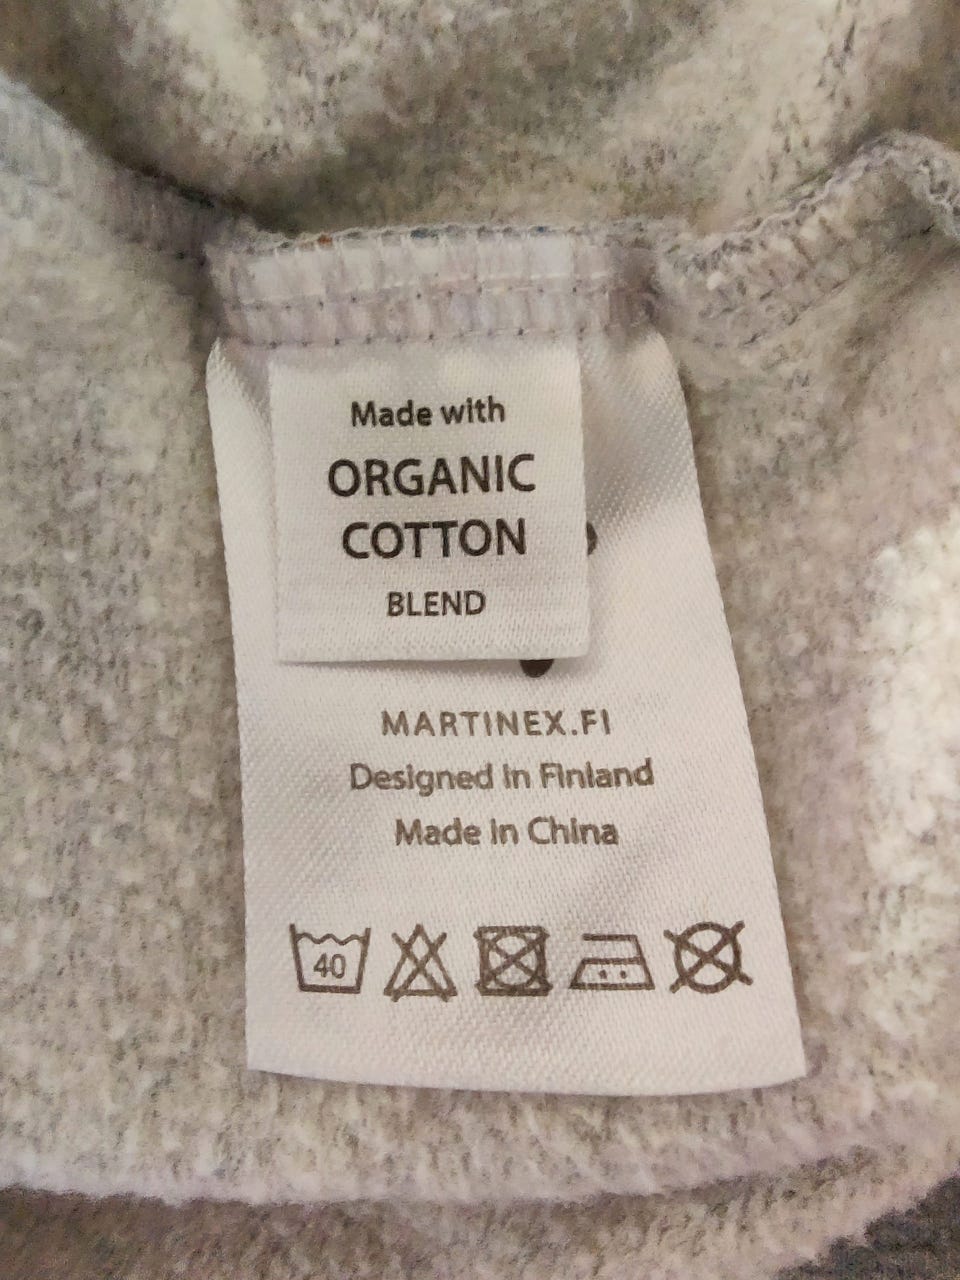 Made with
ORGANIC
COTTON
BLEND
MARTINEX.FI
Designed in Finland
Made in China
40